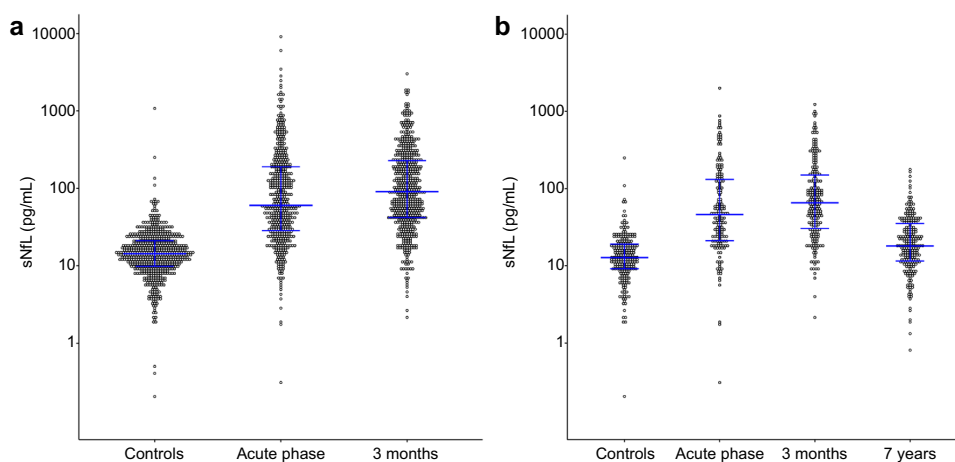 a
sNfL (pg/mL)
10000
1000
100
10
1
Controls Acute phase 3 months
b
sNfL (pg/mL)
10000
1000
100
10
1
Controls Acute phase 3 months 7 years